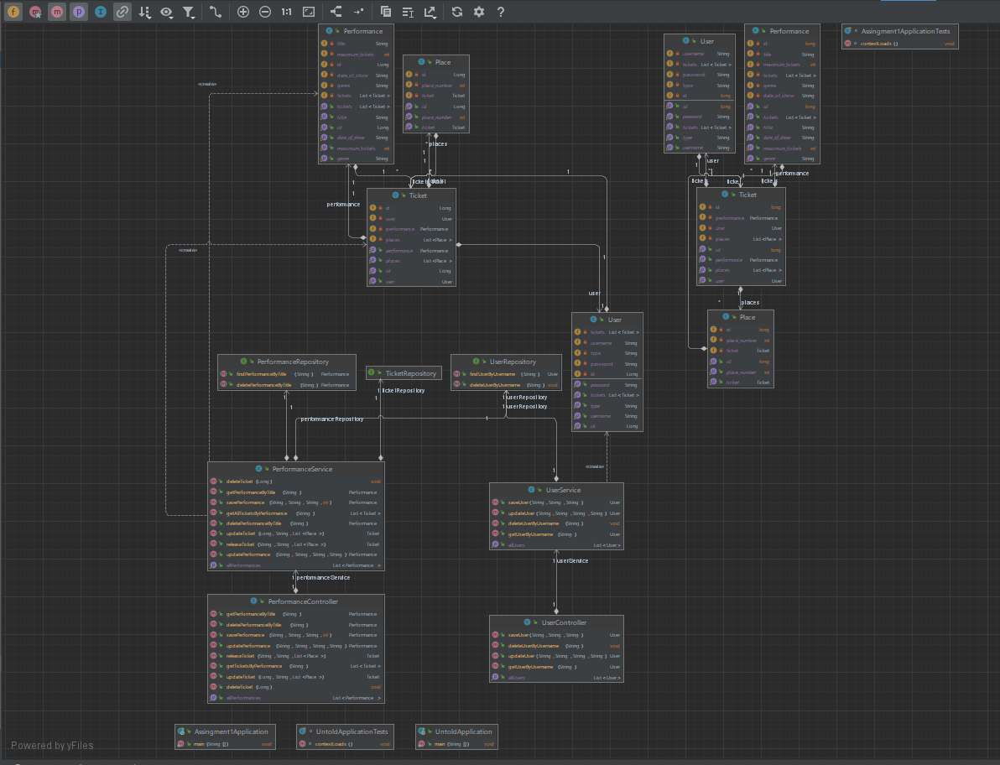 1:1
?
Performance
title String
maximum_tickets int
id Long
date_of_show String
genre String
tickets List <Ticket >
tickets List <Ticket >
title String
id Long
date_of_show String
maximum_tickets int
genre String
Place
id Long
place_number int
ticket Ticket
id Long
place_number int
ticket Ticket
User
username String
tickets List <Ticket >
password String
type String
id long
id long
password String
tickets List <Ticket >
type String
username String
Performance
id long
title String
maximum_tickets int
tickets List <Ticket >
genre String
date_of_show String
id long
tickets List <Ticket >
title String
date_of_show String
maximum_tickets int
genre String
Assingment1ApplicationTests
contextLoads () void
«create»
places
user
performance
performance
Ticket
id Long
user User
performance Performance
places List <Place >
performance Performance
places List <Place >
id Long
user User
Ticket
id long
performance Performance
user User
places List <Place >
id long
performance Performance
places List <Place >
user User
«create»
user
places
Place
id long
place_number int
ticket Ticket
id long
place_number int
ticket Ticket
User
tickets List <Ticket >
username String
type String
password String
id Long
password String
tickets List <Ticket >
type String
username String
id Long
PerformanceRepository
findPerformanceByTitle (String ) Performance
deletePerformanceByTitle (String ) Performance
TicketRepository
UserRepository
findUserByUsername (String ) User
deleteUserByUsername (String ) void
ticketRepository
userRepository
userRepository
performanceRepository
«create»
PerformanceService
deleteTicket (Long ) void
getPerformanceByTitle (String ) Performance
savePerformance (String , String , String , int ) Performance
getAllTicketsByPerformance (String ) List <Ticket >
deletePerformanceByTitle (String ) Performance
updateTicket (Long , String , List <Place >) Ticket
releaseTicket (String , String , List <Place >) Ticket
updatePerformance (String , String , String , String ) Performance
allPerformances List <Performance >
UserService
saveUser (String , String , String ) User
updateUser (String , String , String , String ) User
deleteUserByUsername (String ) void
getUserByUsername (String ) User
allUsers List <User >
performanceService
userService
PerformanceController
getPerformanceByTitle (String ) Performance
deletePerformanceByTitle (String ) Performance
savePerformance (String , String , String , int ) Performance
updatePerformance (String , String , String , String ) Performance
releaseTicket (String , String , List <Place >) Ticket
getTicketsByPerformance (String ) List <Ticket >
updateTicket (Long , String , List <Place >) Ticket
deleteTicket (Long ) void
allPerformances List <Performance >
UserController
saveUser (String , String , String ) User
deleteUserByUsername (String ) void
updateUser (String , String , String , String ) User
getUserByUsername (String ) User
allUsers List <User >
Assingment1Application
main (String []) void
UntoldApplicationTests
contextLoads () void
UntoldApplication
main (String []) void
Powered by yFiles